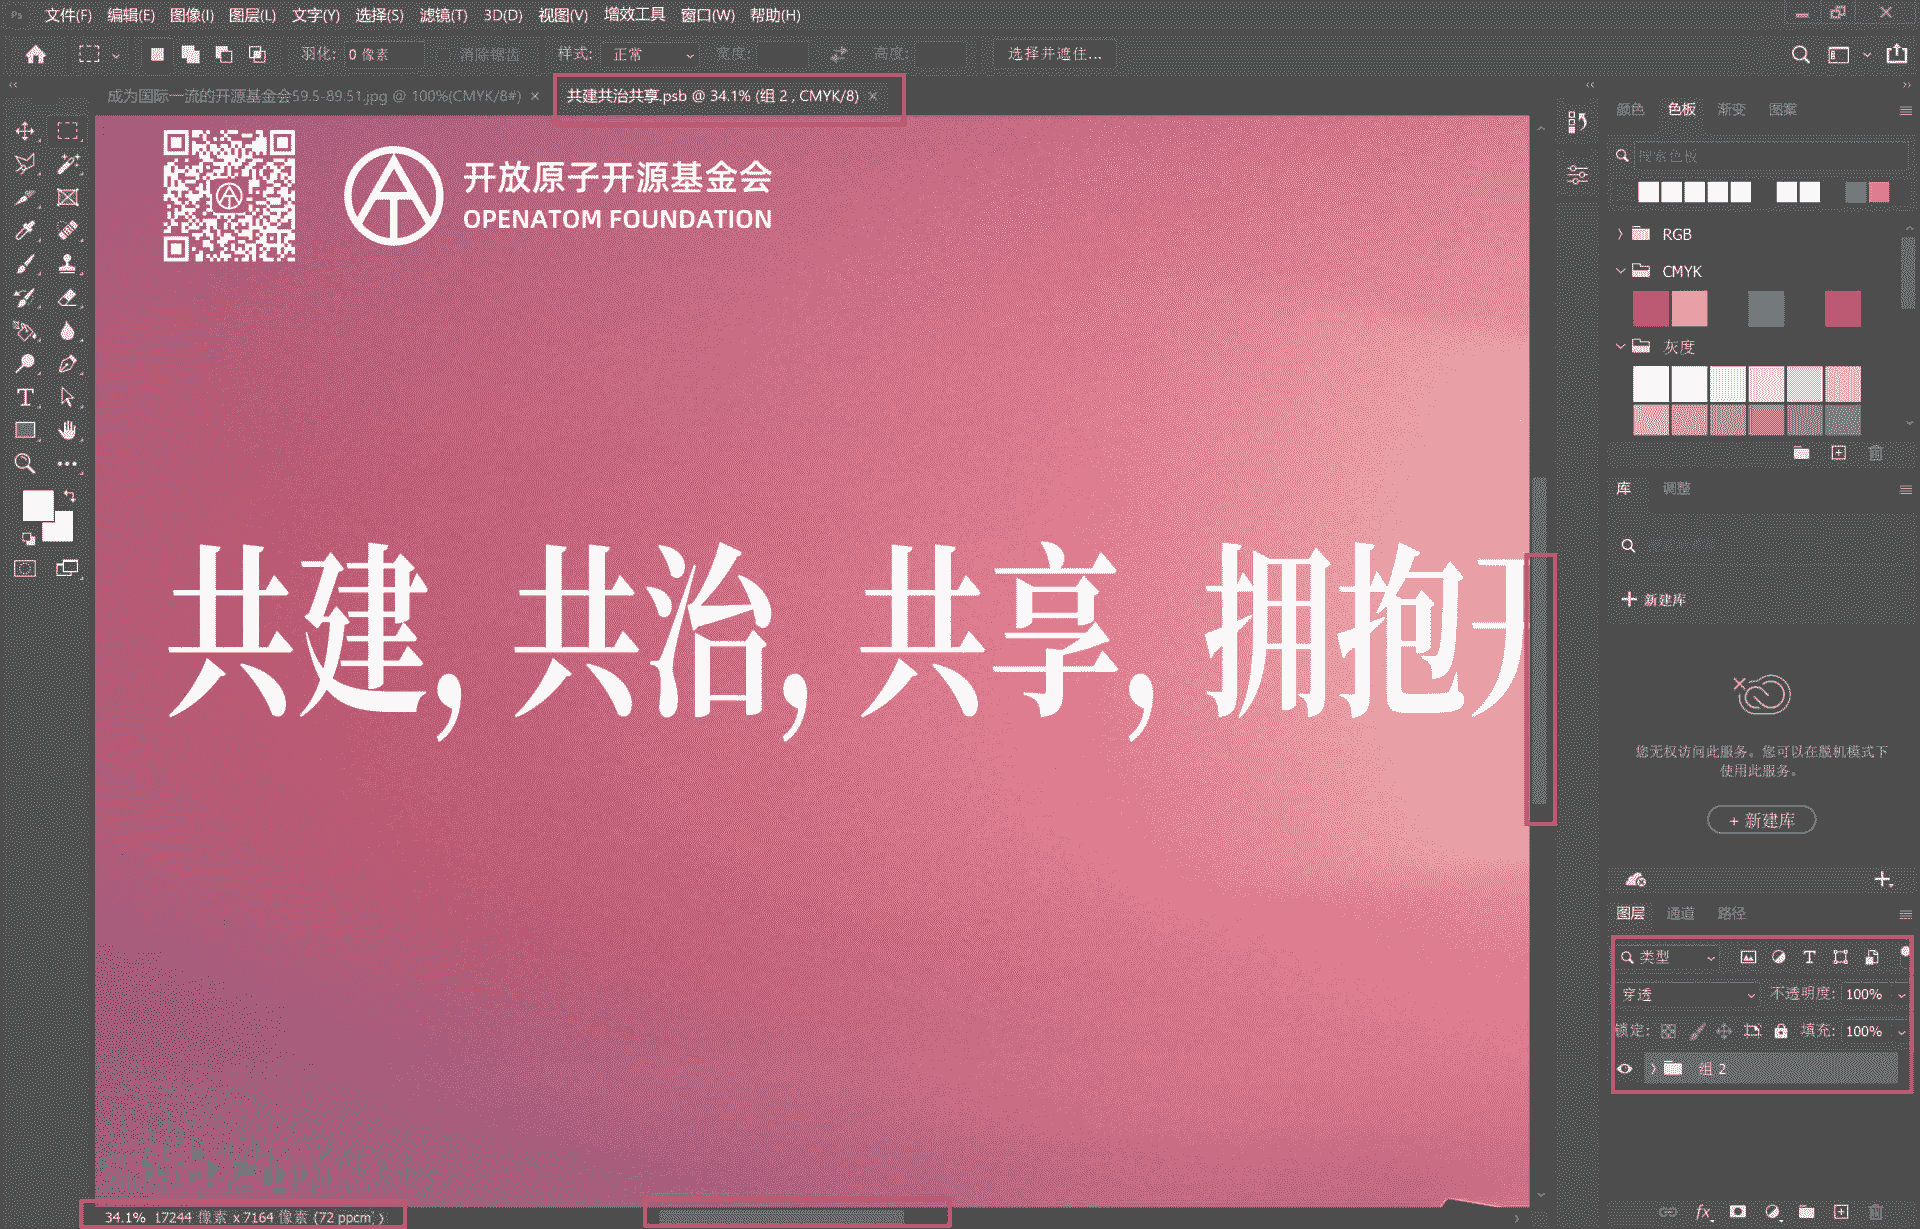 Ps 文件(F) 编辑(E) 图像(I) 图层(L) 文字(Y) 选择(S) 滤镜(T) 3D(D) 视图(V) 增效工具 窗口(W) 帮助(H)
羽化: 0 像素 消除锯齿 样式: 正常 宽度: 高度: 选择并遮住...
成为国际一流的开源基金会59.5-89.51.jpg @ 100%(CMYK/8#) × 共建共治共享.psb @ 34.1% (组 2 , CMYK/8) ×
开放原子开源基金会
OPENATOM FOUNDATION
共建, 共治, 共享, 拥抱开
34.1% 17244 像素 x 7164 像素 (72 ppcm)
颜色 色板 渐变 图案
搜索色板
RGB
CMYK
灰度
库 调整
+ 新建库
您无权访问此服务。您可以在脱机模式下
使用此服务。
+ 新建库
图层 通道 路径
类型
穿透 不透明度: 100%
锁定: 填充: 100%
组 2
fx